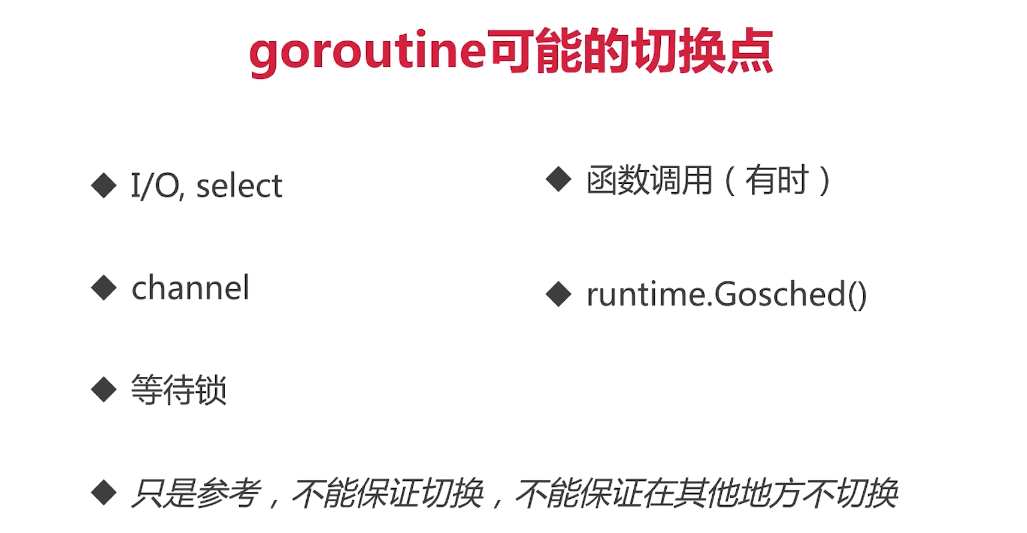 goroutine可能的切换点
◆ I/O, select
◆ channel
◆ 等待锁
◆ 函数调用（有时）
◆ runtime.Gosched()
◆ 只是参考，不能保证切换，不能保证在其他地方不切换